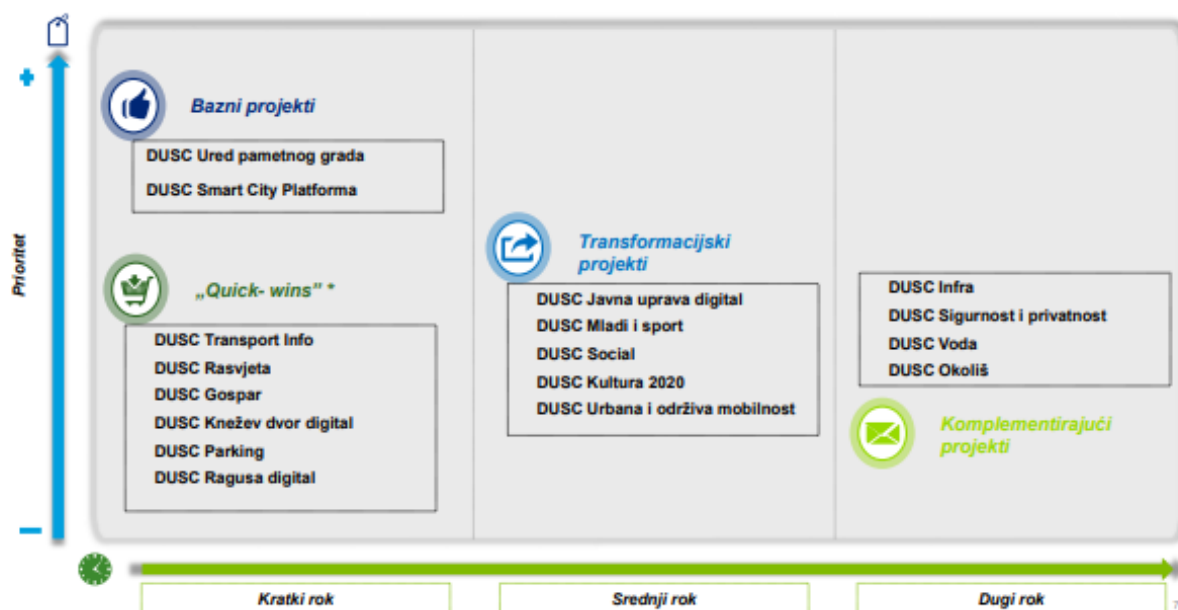 Prioritet
Bazni projekti
DUSC Ured pametnog grada
DUSC Smart City Platforma
„Quick- wins” *
DUSC Transport Info
DUSC Rasvjeta
DUSC Gospar
DUSC Knežev dvor digital
DUSC Parking
DUSC Ragusa digital
Transformacijski
projekti
DUSC Javna uprava digital
DUSC Mladi i sport
DUSC Social
DUSC Kultura 2020
DUSC Urbana i održiva mobilnost
DUSC Infra
DUSC Sigurnost i privatnost
DUSC Voda
DUSC Okoliš
Komplementirajući
projekti
Kratki rok
Srednji rok
Dugi rok
7